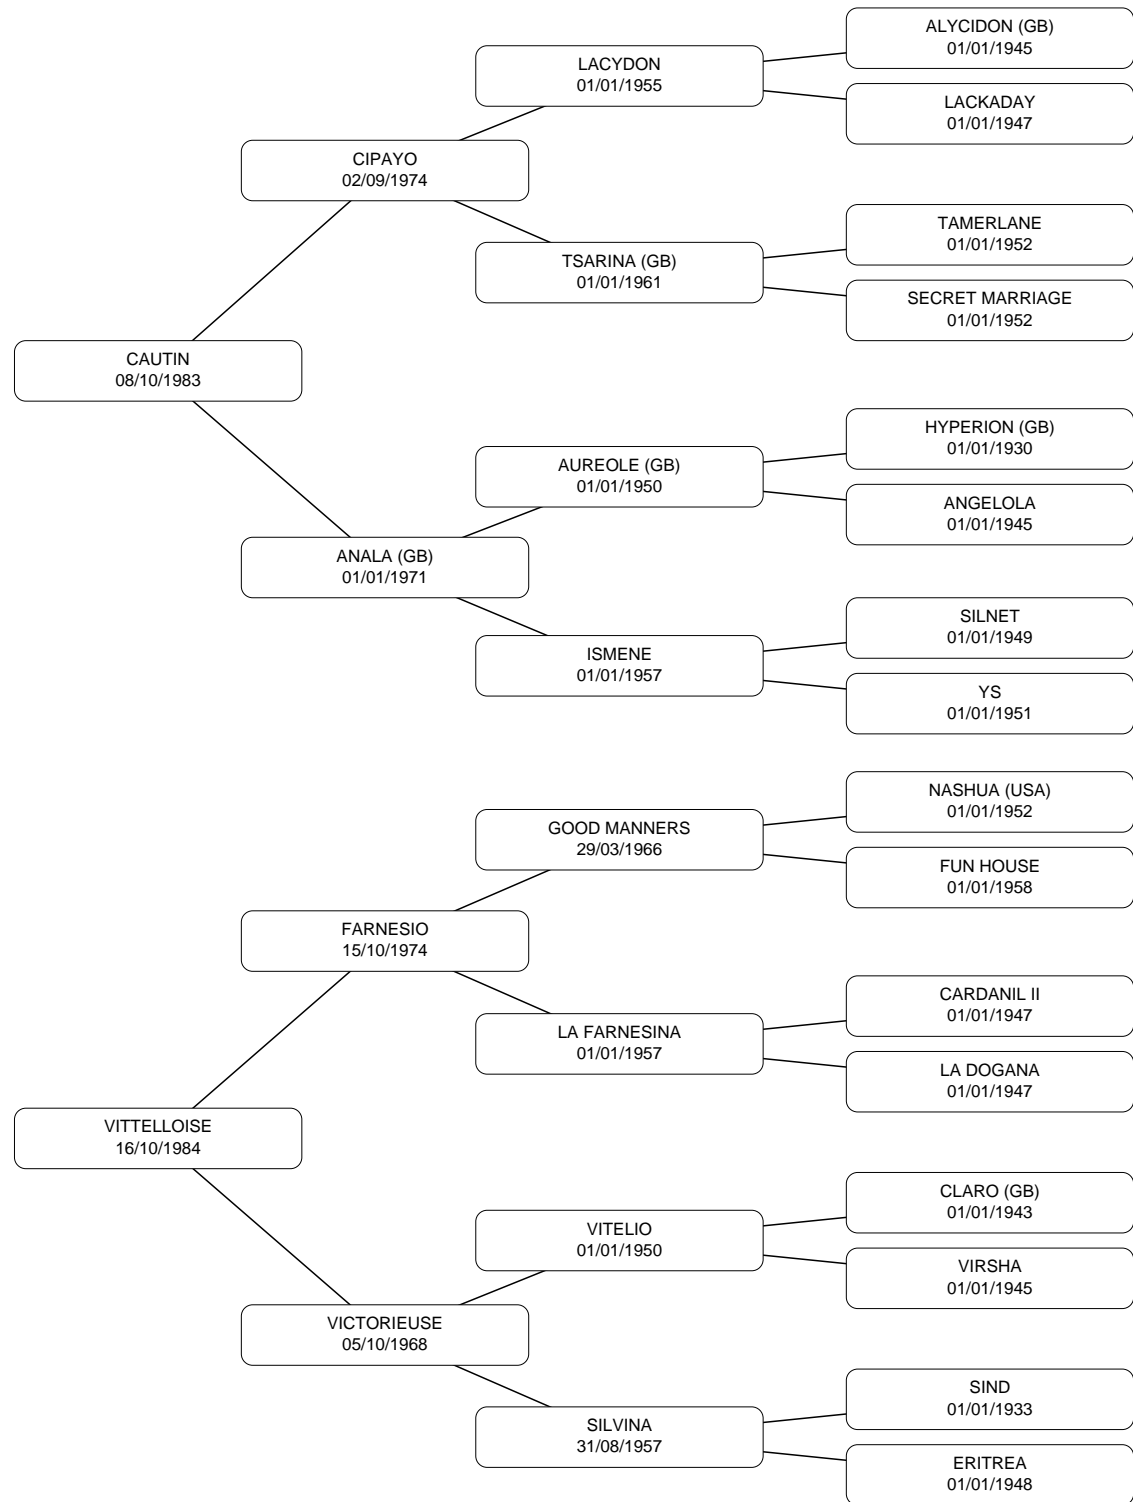 ALYCIDON (GB)
01/01/1945
LACYDON
01/01/1955
LACKADAY
01/01/1947
CIPAYO
02/09/1974
TAMERLANE
01/01/1952
TSARINA (GB)
01/01/1961
SECRET MARRIAGE
01/01/1952
CAUTIN
08/10/1983
HYPERION (GB)
01/01/1930
AUREOLE (GB)
01/01/1950
ANGELOLA
01/01/1945
ANALA (GB)
01/01/1971
SILNET
01/01/1949
ISMENE
01/01/1957
YS
01/01/1951
NASHUA (USA)
01/01/1952
GOOD MANNERS
29/03/1966
FUN HOUSE
01/01/1958
FARNESIO
15/10/1974
CARDANIL II
01/01/1947
LA FARNESINA
01/01/1957
LA DOGANA
01/01/1947
VITTELLOISE
16/10/1984
CLARO (GB)
01/01/1943
VITELIO
01/01/1950
VIRSHA
01/01/1945
VICTORIEUSE
05/10/1968
SIND
01/01/1933
SILVINA
31/08/1957
ERITREA
01/01/1948